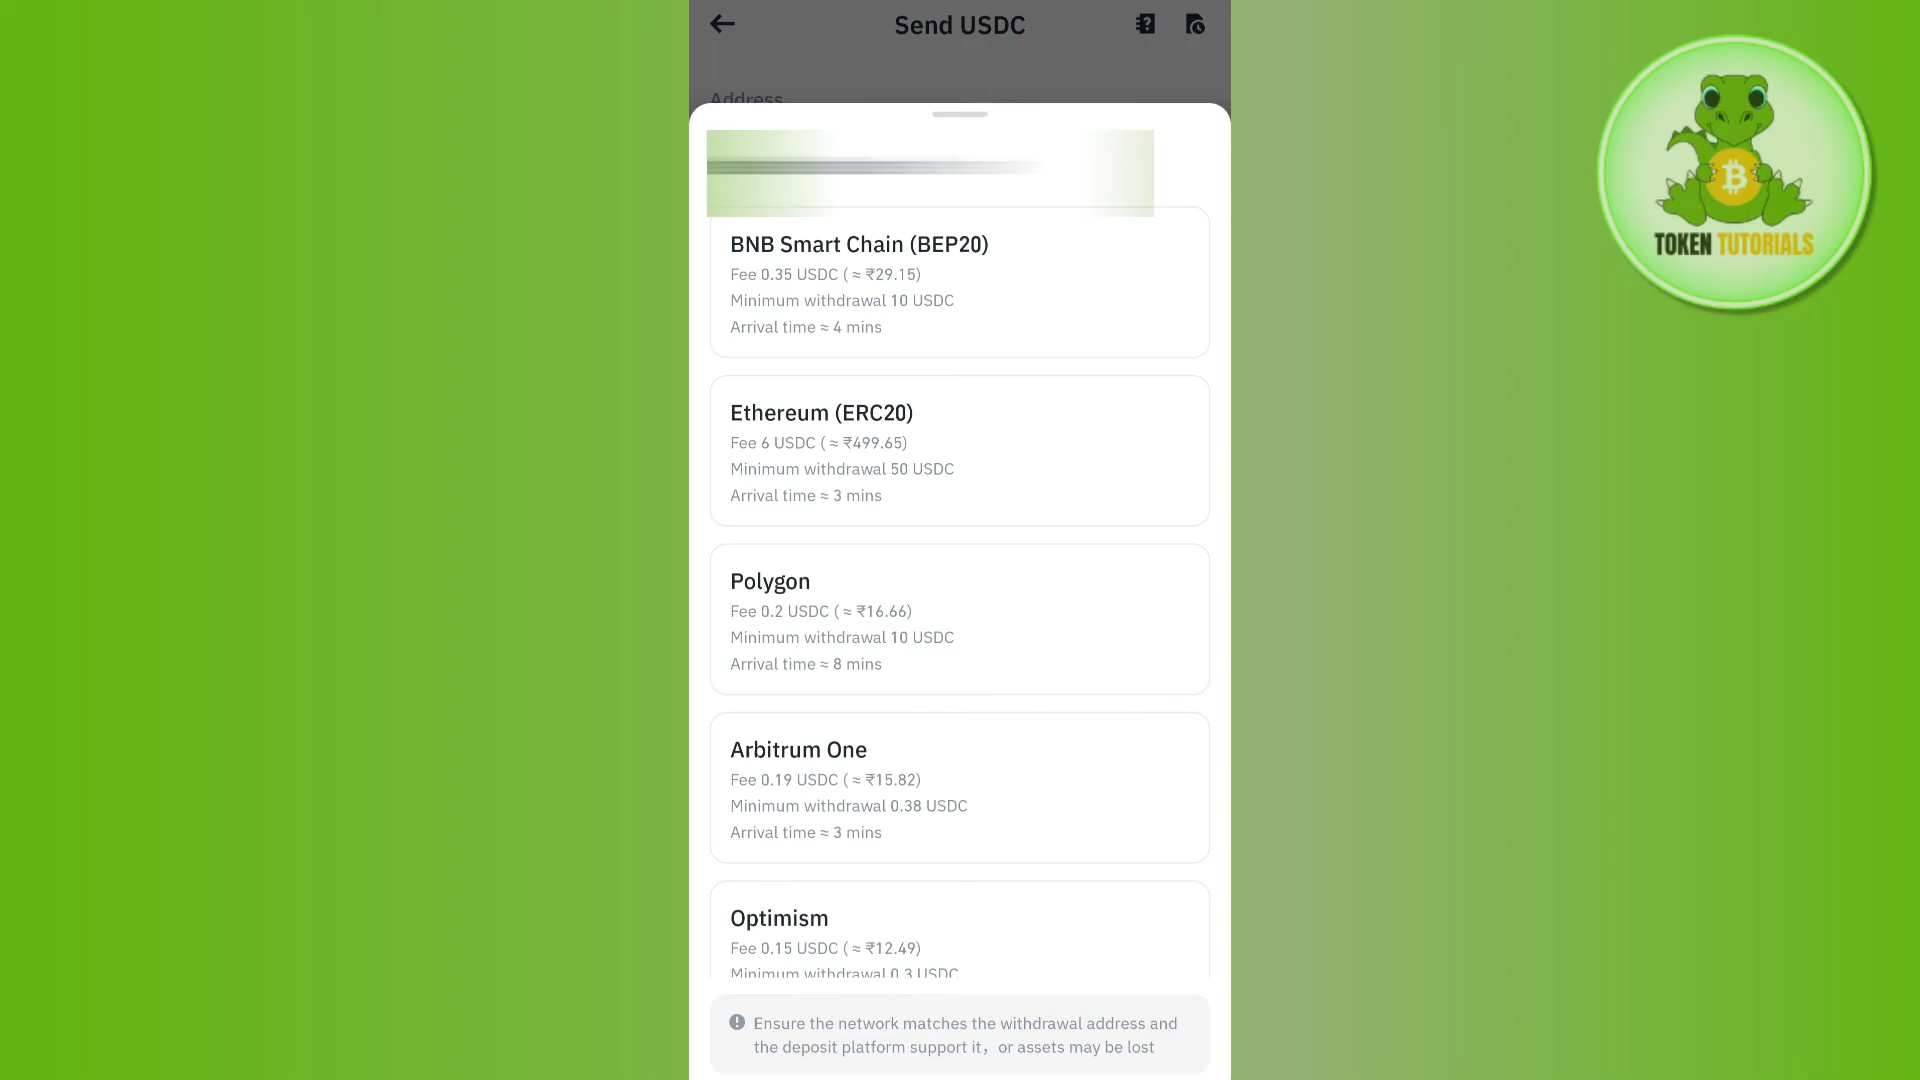 Send USDC
Address
BNB Smart Chain (BEP20)
Fee 0.35 USDC ( ≈ ₹29.15)
Minimum withdrawal 10 USDC
Arrival time ≈ 4 mins
Ethereum (ERC20)
Fee 6 USDC ( ≈ ₹499.65)
Minimum withdrawal 50 USDC
Arrival time ≈ 3 mins
Polygon
Fee 0.2 USDC ( ≈ ₹16.66)
Minimum withdrawal 10 USDC
Arrival time ≈ 8 mins
Arbitrum One
Fee 0.19 USDC ( ≈ ₹15.82)
Minimum withdrawal 0.38 USDC
Arrival time ≈ 3 mins
Optimism
Fee 0.15 USDC ( ≈ ₹12.49)
Minimum withdrawal 0.3 USDC
Ensure the network matches the withdrawal address and
the deposit platform support it，or assets may be lost
TOKEN TUTORIALS